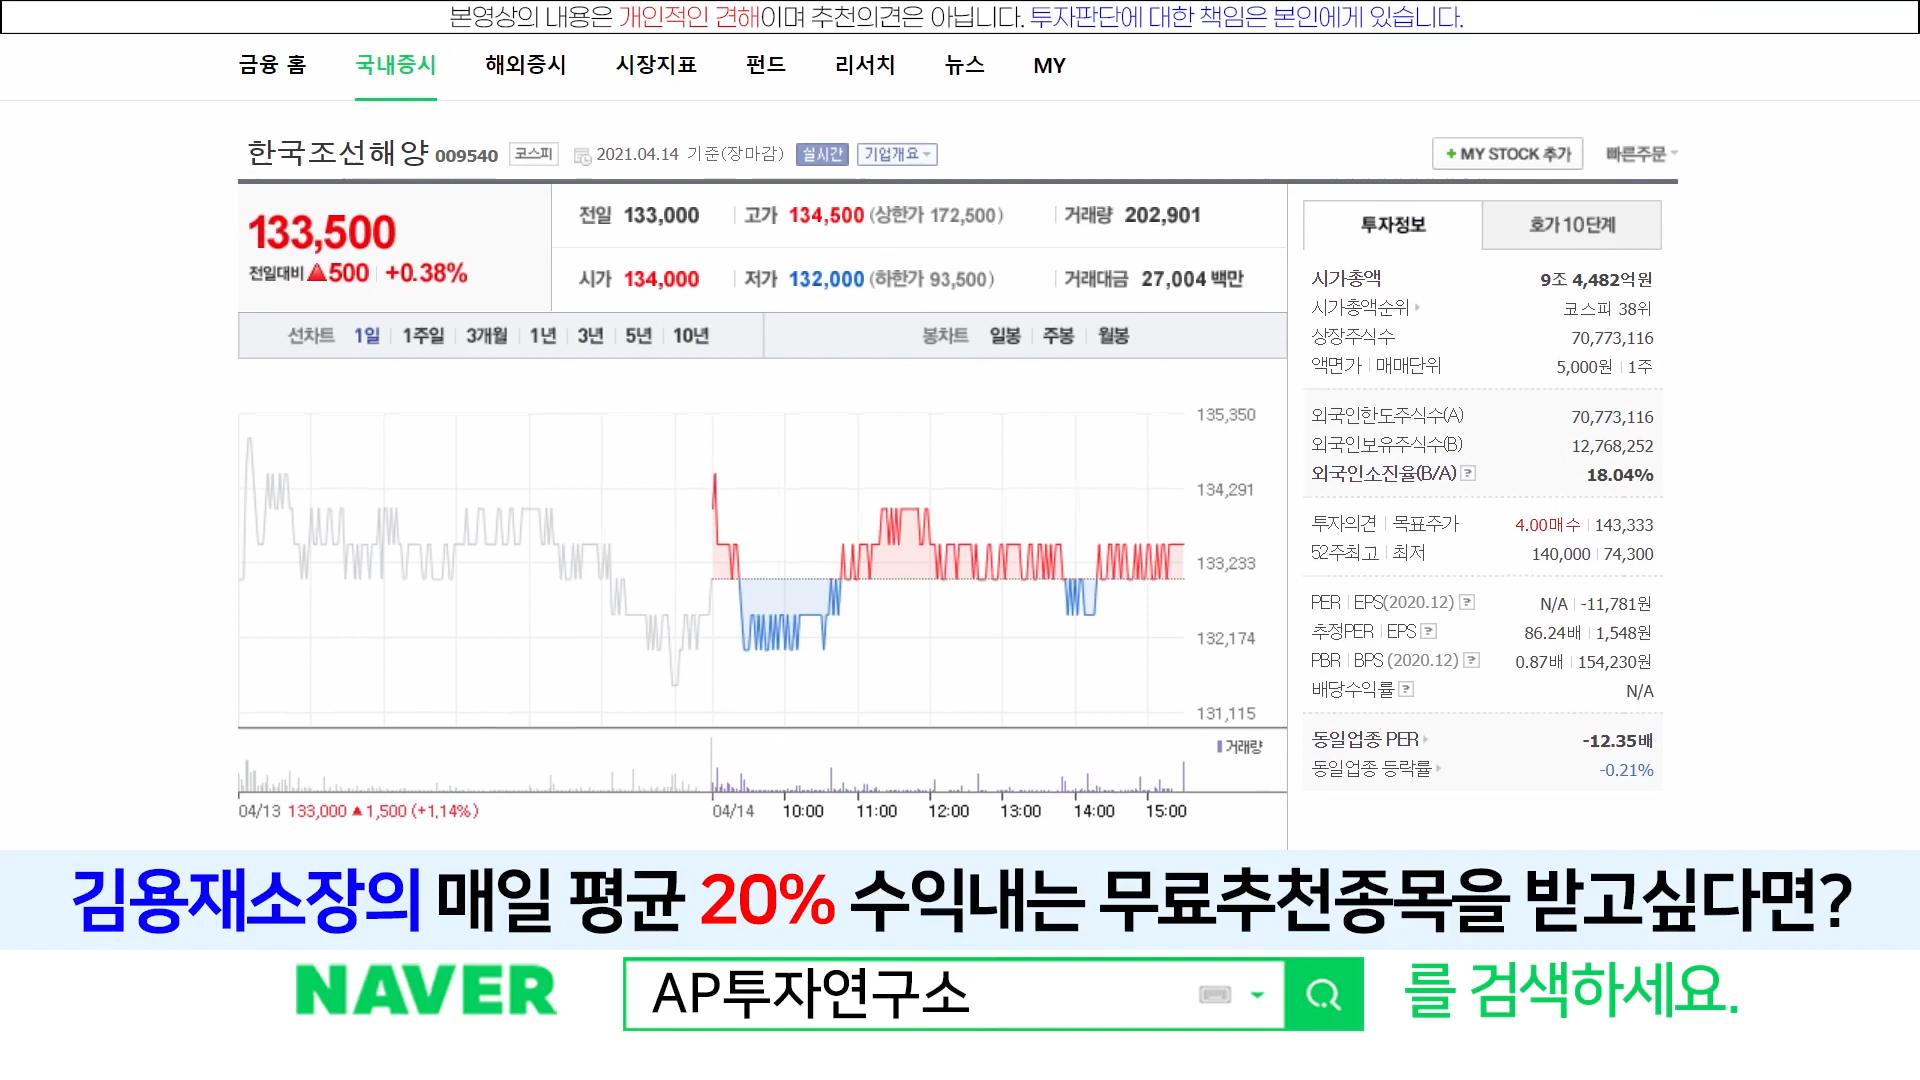 본영상의 내용은 개인적인 견해이며 추천의견은 아닙니다. 투자판단에 대한 책임은 본인에게 있습니다.
금융 홈 국내증시 해외증시 시장지표 펀드 리서치 뉴스 MY
한국조선해양 009540 코스피 2021.04.14 기준(장마감) 실시간 기업개요
+ MY STOCK 추가 빠른주문
133,500
전일대비 ▲500 +0.38%
전일 133,000 고가 134,500 (상한가 172,500) 거래량 202,901
시가 134,000 저가 132,000 (하한가 93,500) 거래대금 27,004 백만
선차트 1일 1주일 3개월 1년 3년 5년 10년 봉차트 일봉 주봉 월봉
135,350
134,291
133,233
132,174
131,115
거래량
04/13 133,000 ▲1,500 (+1.14%) 04/14 10:00 11:00 12:00 13:00 14:00 15:00
투자정보 호가 10단계
시가총액 9조 4,482억원
시가총액순위 코스피 38위
상장주식수 70,773,116
액면가 매매단위 5,000원 1주
외국인한도주식수(A) 70,773,116
외국인보유주식수(B) 12,768,252
외국인소진율(B/A) ? 18.04%
투자의견 목표주가 4.00매수 143,333
52주최고 최저 140,000 74,300
PER EPS(2020.12) ? N/A -11,781원
추정PER EPS ? 86.24배 1,548원
PBR BPS (2020.12) ? 0.87배 154,230원
배당수익률 ? N/A
동일업종 PER -12.35배
동일업종 등락률 -0.21%
김용재소장의 매일 평균 20% 수익내는 무료추천종목을 받고싶다면?
NAVER AP투자연구소 를 검색하세요.